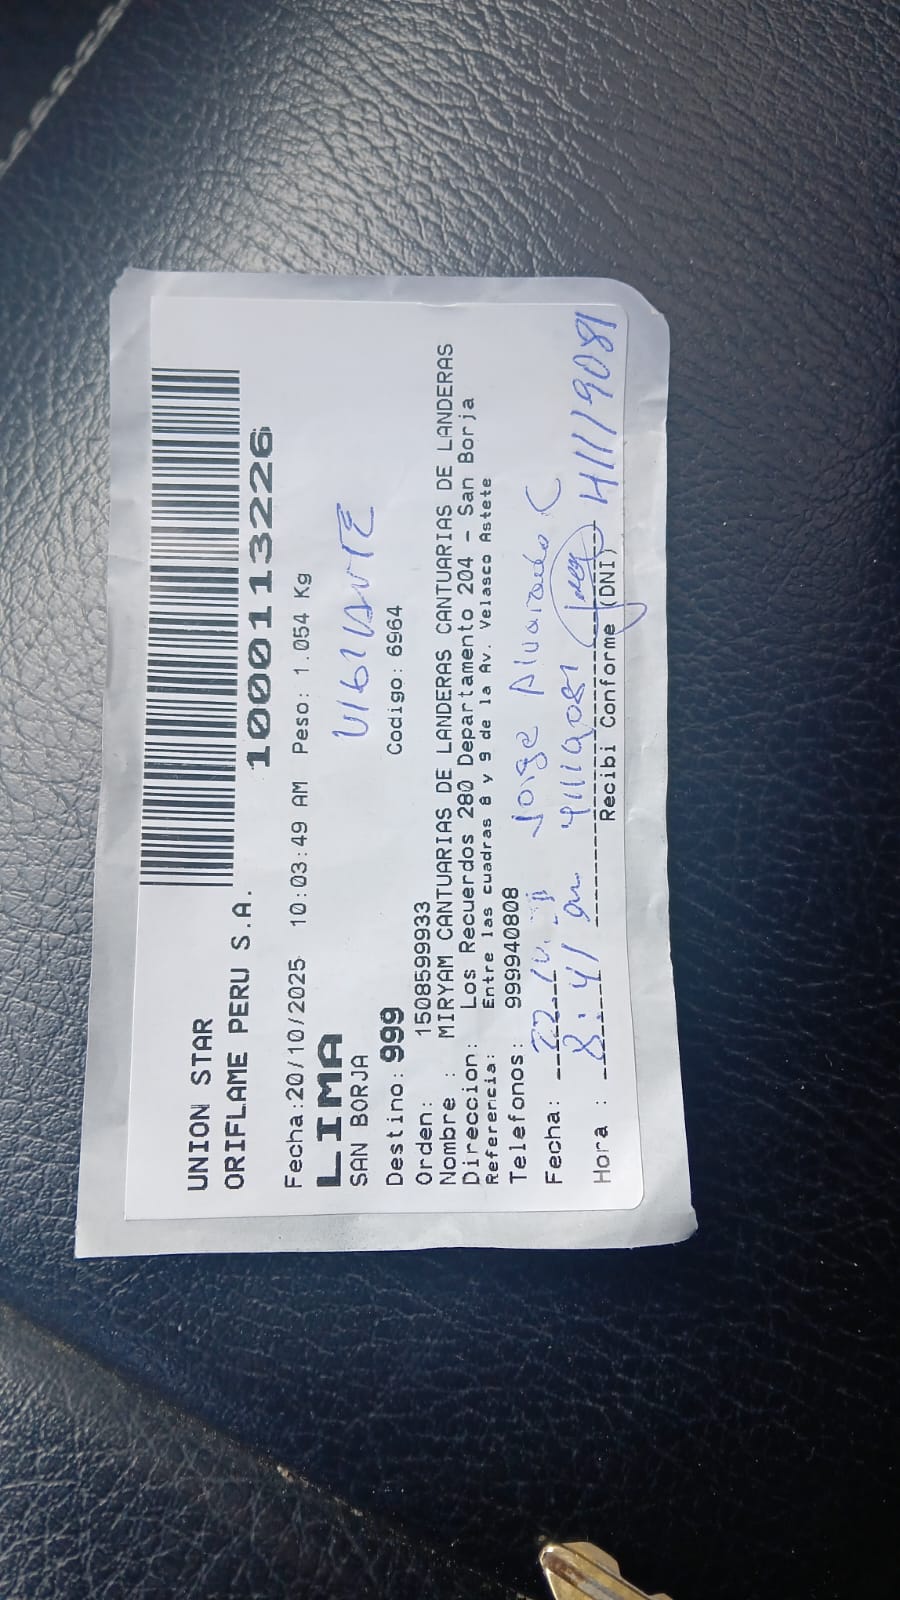 UNION STAR
ORIFLAME PERU S.A.
1000113226
Fecha:20/10/2025 10:03:49 AM Peso: 1.054 Kg
LIMA
SAN BORJA
VIGILANTE
Destino: 999 Codigo: 6964
Orden: 1508599933
Nombre : MIRYAM CANTUARIAS DE LANDERAS CANTUARIAS DE LANDERAS
Direccion: Los Recuerdos 280 Departamento 204 - San Borja
Referencia: Entre las cuadras 8 y 9 de la Av. Velasco Astete
Telefonos: 999940808
Fecha: Jorge Alvarado C
Hora : 8:41 am 41119081 41119081
Recibi Conforme (DNI)